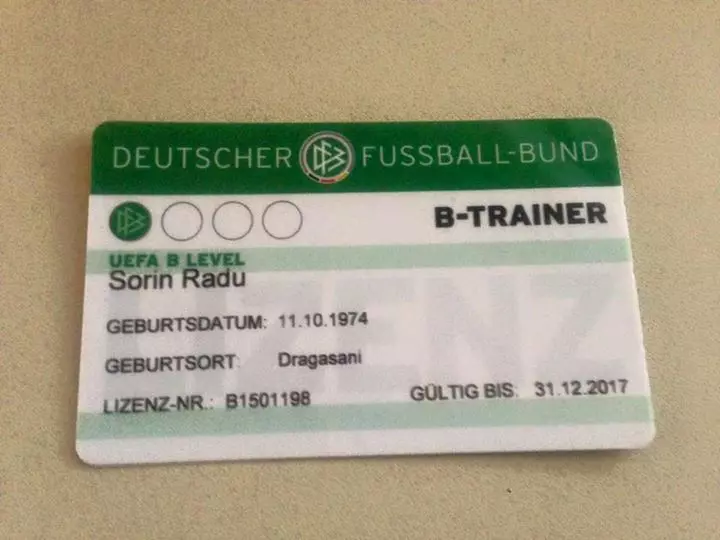 DEUTSCHER DFB FUSSBALL-BUND
B-TRAINER
UEFA B LEVEL
Sorin Radu
LIZENZ
GEBURTSDATUM: 11.10.1974
GEBURTSORT: Dragasani
LIZENZ-NR.: B1501198 GÜLTIG BIS: 31.12.2017